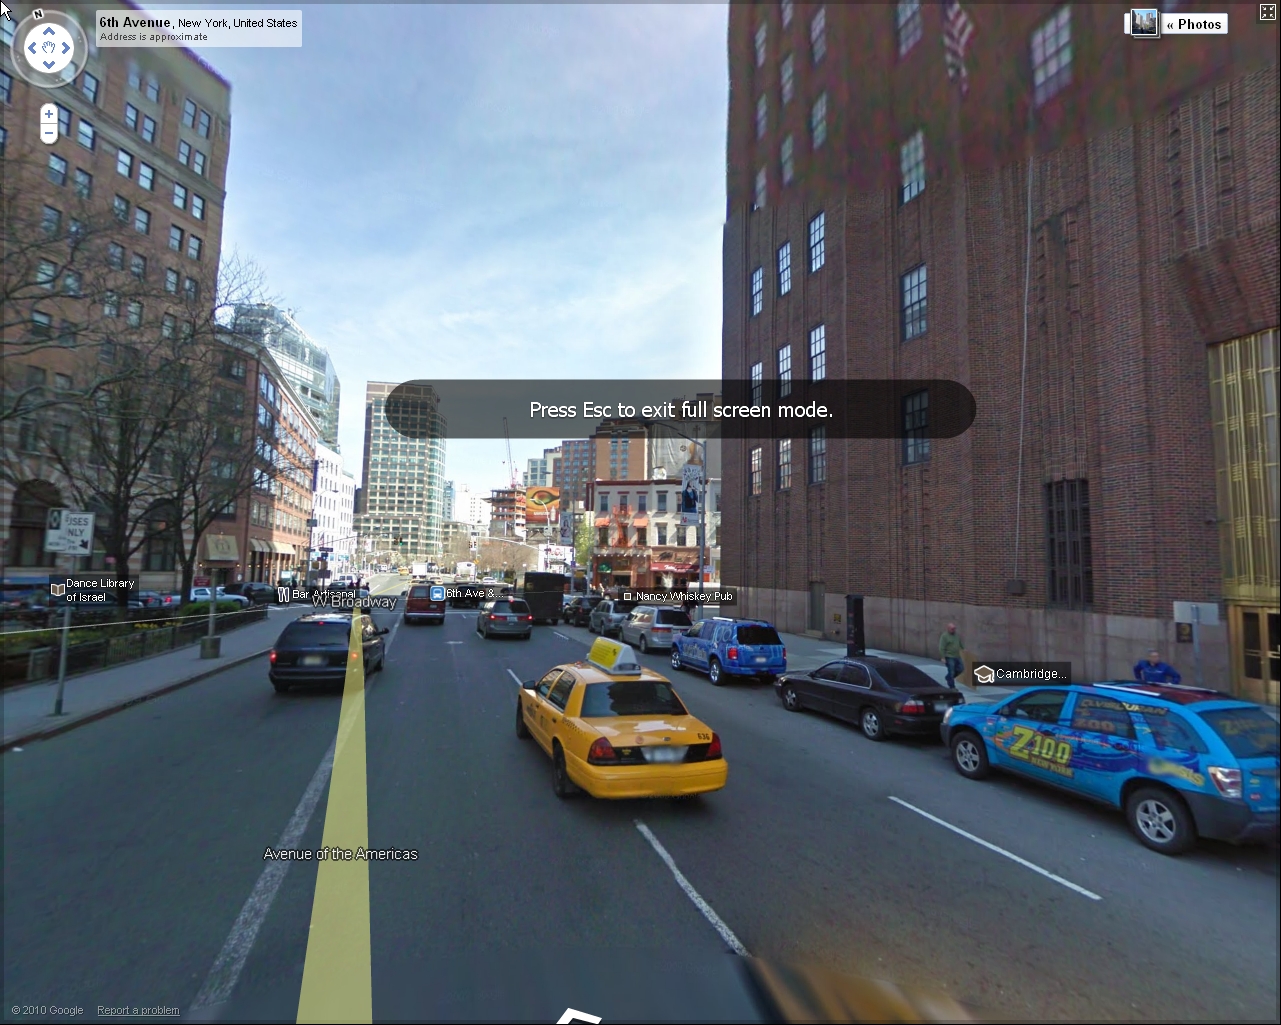 N
6th Avenue, New York, United States
Address is approximate
« Photos
Press Esc to exit full screen mode.
Dance Library
of Israel
Bar Artisanal
W Broadway
6th Ave &...
Nancy Whiskey Pub
Cambridge...
Z100
NEW YORK
Z100
636
Avenue of the Americas
© 2010 Google
Report a problem